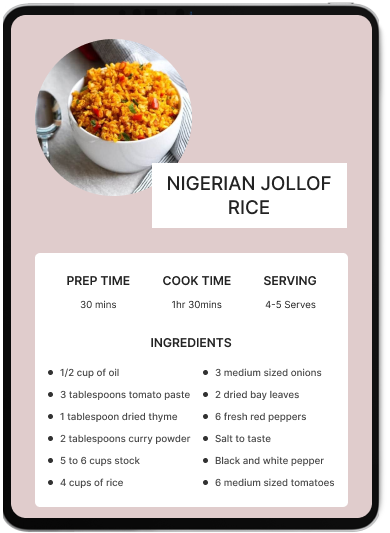 NIGERIAN JOLLOF
RICE
PREP TIME
COOK TIME
SERVING
30 mins
1hr 30mins
4-5 Serves
INGREDIENTS
1/2 cup of oil
3 tablespoons tomato paste
1 tablespoon dried thyme
2 tablespoons curry powder
5 to 6 cups stock
4 cups of rice
3 medium sized onions
2 dried bay leaves
6 fresh red peppers
Salt to taste
Black and white pepper
6 medium sized tomatoes